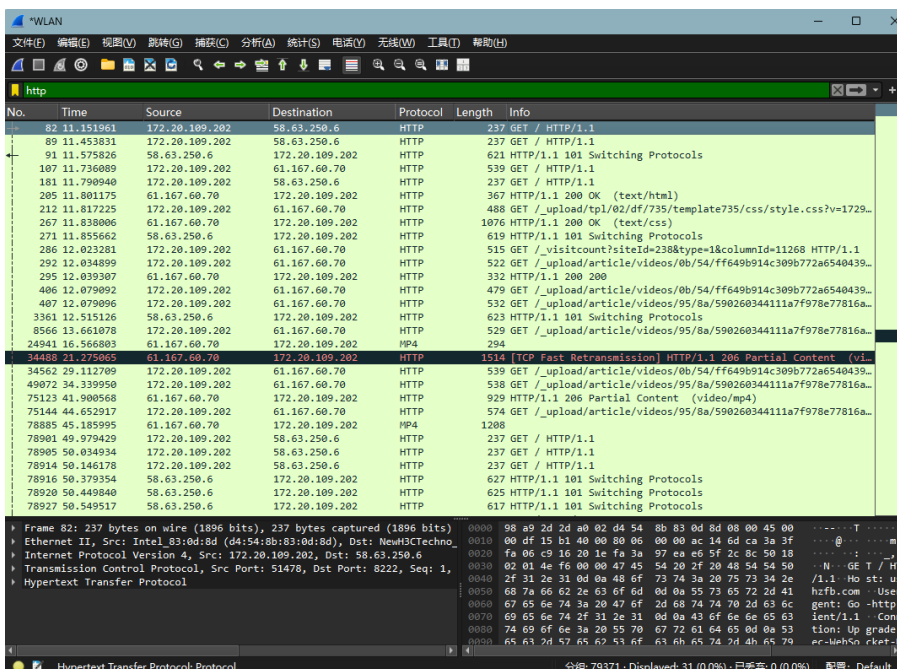 *WLAN
文件(F) 编辑(E) 视图(V) 跳转(G) 捕获(C) 分析(A) 统计(S) 电话(Y) 无线(W) 工具(T) 帮助(H)
http
No. Time Source Destination Protocol Length Info
82 11.151961 172.20.109.202 58.63.250.6 HTTP 237 GET / HTTP/1.1
89 11.453831 172.20.109.202 58.63.250.6 HTTP 237 GET / HTTP/1.1
91 11.575826 58.63.250.6 172.20.109.202 HTTP 621 HTTP/1.1 101 Switching Protocols
107 11.736089 172.20.109.202 61.167.60.70 HTTP 539 GET / HTTP/1.1
181 11.790940 172.20.109.202 58.63.250.6 HTTP 237 GET / HTTP/1.1
205 11.801175 61.167.60.70 172.20.109.202 HTTP 367 HTTP/1.1 200 OK (text/html)
212 11.817225 172.20.109.202 61.167.60.70 HTTP 488 GET /_upload/tpl/02/df/735/template735/css/style.css?v=1729…
267 11.838006 61.167.60.70 172.20.109.202 HTTP 1076 HTTP/1.1 200 OK (text/css)
271 11.855662 58.63.250.6 172.20.109.202 HTTP 619 HTTP/1.1 101 Switching Protocols
286 12.023281 172.20.109.202 61.167.60.70 HTTP 515 GET /_visitcount?siteId=238&type=1&columnId=11268 HTTP/1.1
292 12.034899 172.20.109.202 61.167.60.70 HTTP 522 GET /_upload/article/videos/0b/54/ff649b914c309b772a6540439…
295 12.039307 61.167.60.70 172.20.109.202 HTTP 332 HTTP/1.1 200 200
406 12.079092 172.20.109.202 61.167.60.70 HTTP 479 GET /_upload/article/videos/0b/54/ff649b914c309b772a6540439…
407 12.079096 172.20.109.202 61.167.60.70 HTTP 532 GET /_upload/article/videos/95/8a/590260344111a7f978e77816a…
3361 12.515126 58.63.250.6 172.20.109.202 HTTP 623 HTTP/1.1 101 Switching Protocols
8566 13.661078 172.20.109.202 61.167.60.70 HTTP 529 GET /_upload/article/videos/95/8a/590260344111a7f978e77816a…
24941 16.566803 61.167.60.70 172.20.109.202 MP4 294
34488 21.275065 61.167.60.70 172.20.109.202 HTTP 1514 [TCP Fast Retransmission] HTTP/1.1 206 Partial Content (vi…
34562 29.112709 172.20.109.202 61.167.60.70 HTTP 539 GET /_upload/article/videos/0b/54/ff649b914c309b772a6540439…
49072 34.339950 172.20.109.202 61.167.60.70 HTTP 538 GET /_upload/article/videos/95/8a/590260344111a7f978e77816a…
75123 41.900568 61.167.60.70 172.20.109.202 HTTP 929 HTTP/1.1 206 Partial Content (video/mp4)
75144 44.652917 172.20.109.202 61.167.60.70 HTTP 574 GET /_upload/article/videos/95/8a/590260344111a7f978e77816a…
78885 45.185995 61.167.60.70 172.20.109.202 MP4 1208
78901 49.979429 172.20.109.202 58.63.250.6 HTTP 237 GET / HTTP/1.1
78905 50.034934 172.20.109.202 58.63.250.6 HTTP 237 GET / HTTP/1.1
78914 50.146178 172.20.109.202 58.63.250.6 HTTP 237 GET / HTTP/1.1
78916 50.379354 58.63.250.6 172.20.109.202 HTTP 627 HTTP/1.1 101 Switching Protocols
78920 50.449840 58.63.250.6 172.20.109.202 HTTP 625 HTTP/1.1 101 Switching Protocols
78927 50.549517 58.63.250.6 172.20.109.202 HTTP 617 HTTP/1.1 101 Switching Protocols
Frame 82: 237 bytes on wire (1896 bits), 237 bytes captured (1896 bits)
Ethernet II, Src: Intel_83:0d:8d (d4:54:8b:83:0d:8d), Dst: NewH3CTechno_
Internet Protocol Version 4, Src: 172.20.109.202, Dst: 58.63.250.6
Transmission Control Protocol, Src Port: 51478, Dst Port: 8222, Seq: 1,
Hypertext Transfer Protocol
0000 98 a9 2d 2d a0 02 d4 54 8b 83 0d 8d 08 00 45 00 ··--···T ······
0010 00 df 15 b1 40 00 80 06 00 00 ac 14 6d ca 3a 3f ····@··· ····m
0020 fa 06 c9 16 20 1e fa 3a 97 ea e6 5f 2c 8c 50 18 ···· ··: ···_,
0030 02 01 4e f6 00 00 47 45 54 20 2f 20 48 54 54 50 ··N···GE T / H
0040 2f 31 2e 31 0d 0a 48 6f 73 74 3a 20 75 73 34 2e /1.1··Ho st: u
0050 68 7a 66 62 2e 63 6f 6d 0d 0a 55 73 65 72 2d 41 hzfb.com ··Use
0060 67 65 6e 74 3a 20 47 6f 2d 68 74 74 70 2d 63 6c gent: Go -http
0070 69 65 6e 74 2f 31 2e 31 0d 0a 43 6f 6e 6e 65 63 ient/1.1 ··Con
0080 74 69 6f 6e 3a 20 55 70 67 72 61 64 65 0d 0a 53 tion: Up grade
0090 65 63 2d 57 65 62 53 6f 63 6b 65 74 2d 4b 65 79 ec-WebSo cket-
Hypertext Transfer Protocol: Protocol
分组: 79371 · Displayed: 31 (0.0%) · 已丢弃: 0 (0.0%) 配置: Default